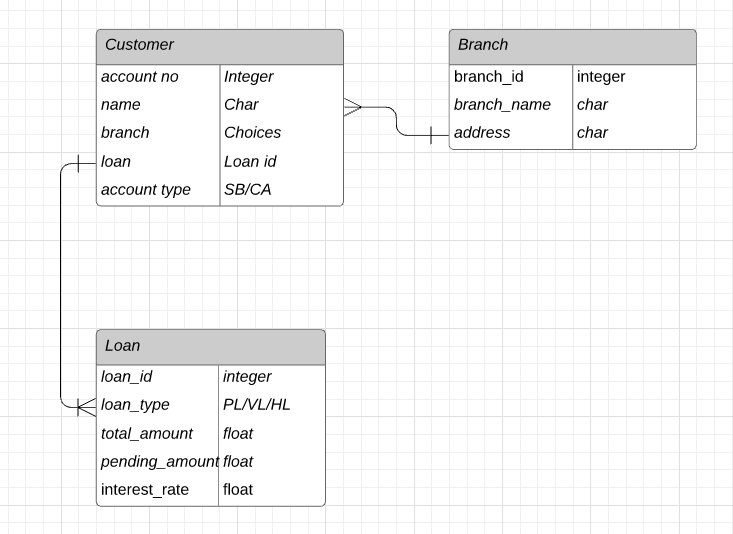 Customer
account no Integer
name Char
branch Choices
loan Loan id
account type SB/CA
Branch
branch_id integer
branch_name char
address char
Loan
loan_id integer
loan_type PL/VL/HL
total_amount float
pending_amount float
interest_rate float